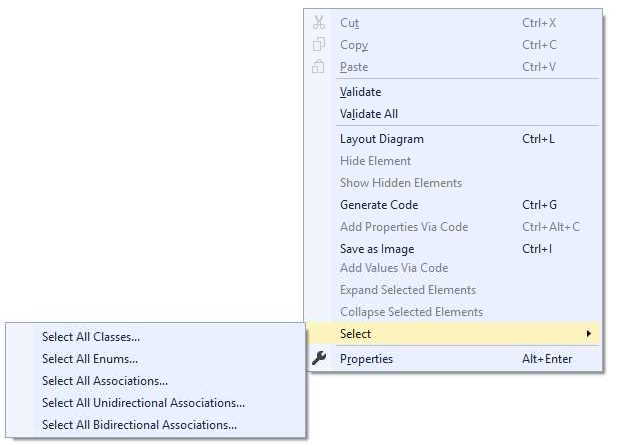 Cut Ctrl+X
Copy Ctrl+C
Paste Ctrl+V
Validate
Validate All
Layout Diagram Ctrl+L
Hide Element
Show Hidden Elements
Generate Code Ctrl+G
Add Properties Via Code Ctrl+Alt+C
Save as Image Ctrl+I
Add Values Via Code
Expand Selected Elements
Collapse Selected Elements
Select
Properties Alt+Enter
Select All Classes...
Select All Enums...
Select All Associations...
Select All Unidirectional Associations...
Select All Bidirectional Associations...